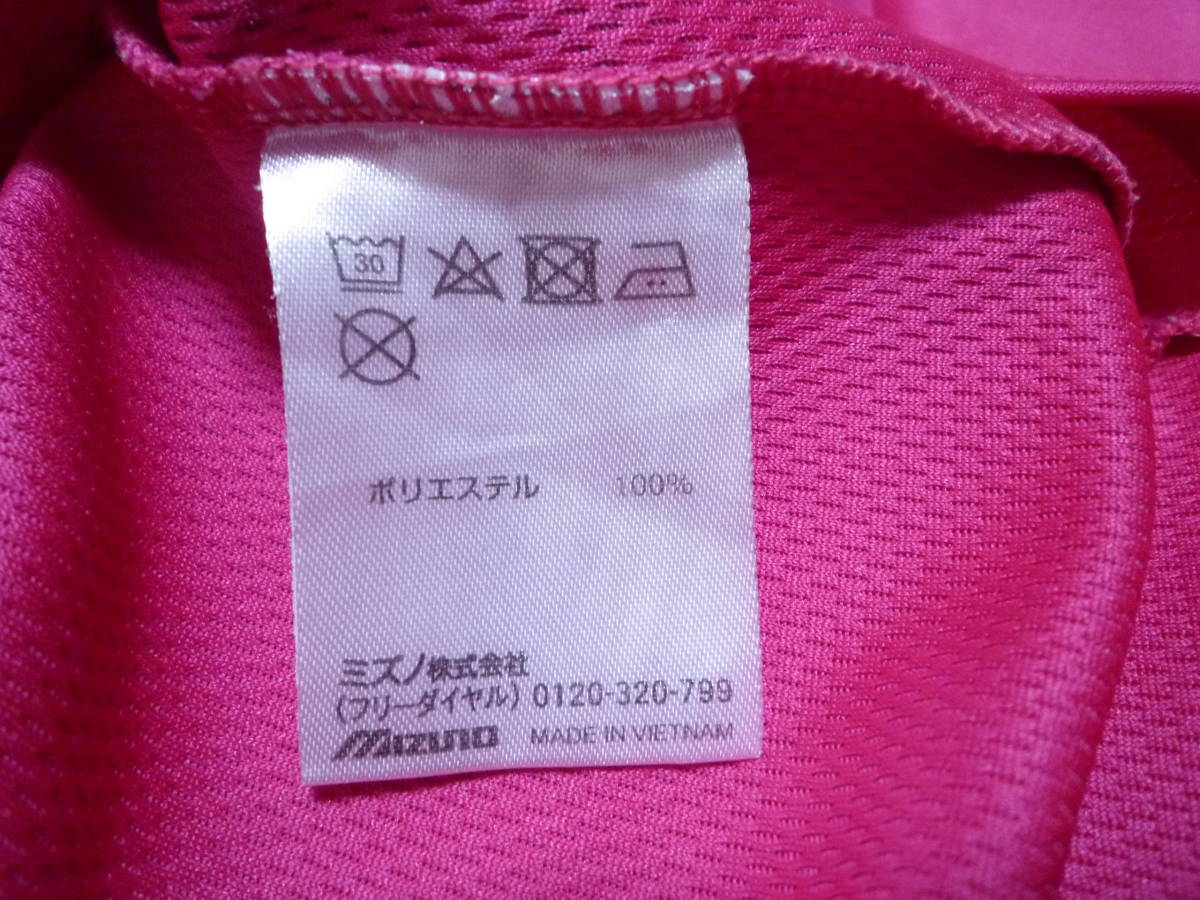 30
ポリエステル 100%
ミズノ株式会社
(フリーダイヤル) 0120-320-799
MIZUNO MADE IN VIETNAM